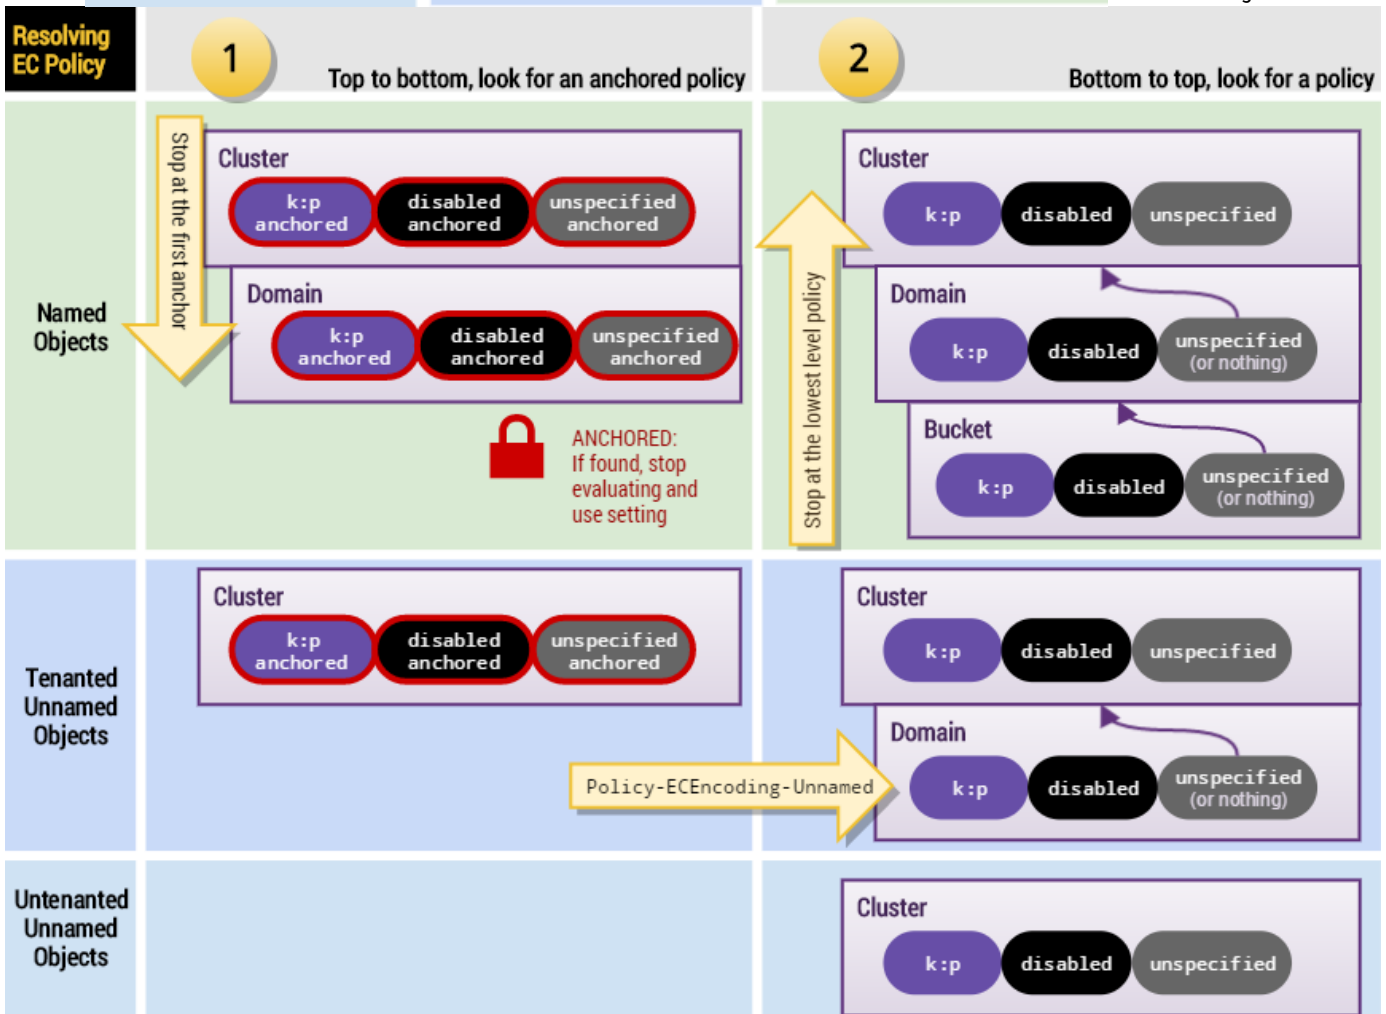 Resolving
EC Policy
1
Top to bottom, look for an anchored policy
2
Bottom to top, look for a policy
Named
Objects
Stop at the first anchor
Cluster
k:p
anchored
disabled
anchored
unspecified
anchored
Domain
k:p
anchored
disabled
anchored
unspecified
anchored
ANCHORED:
If found, stop
evaluating and
use setting
Stop at the lowest level policy
Cluster
k:p
disabled
unspecified
Domain
k:p
disabled
unspecified
(or nothing)
Bucket
k:p
disabled
unspecified
(or nothing)
Tenanted
Unnamed
Objects
Cluster
k:p
anchored
disabled
anchored
unspecified
anchored
Policy-ECEncoding-Unnamed
Cluster
k:p
disabled
unspecified
Domain
k:p
disabled
unspecified
(or nothing)
Untenanted
Unnamed
Objects
Cluster
k:p
disabled
unspecified